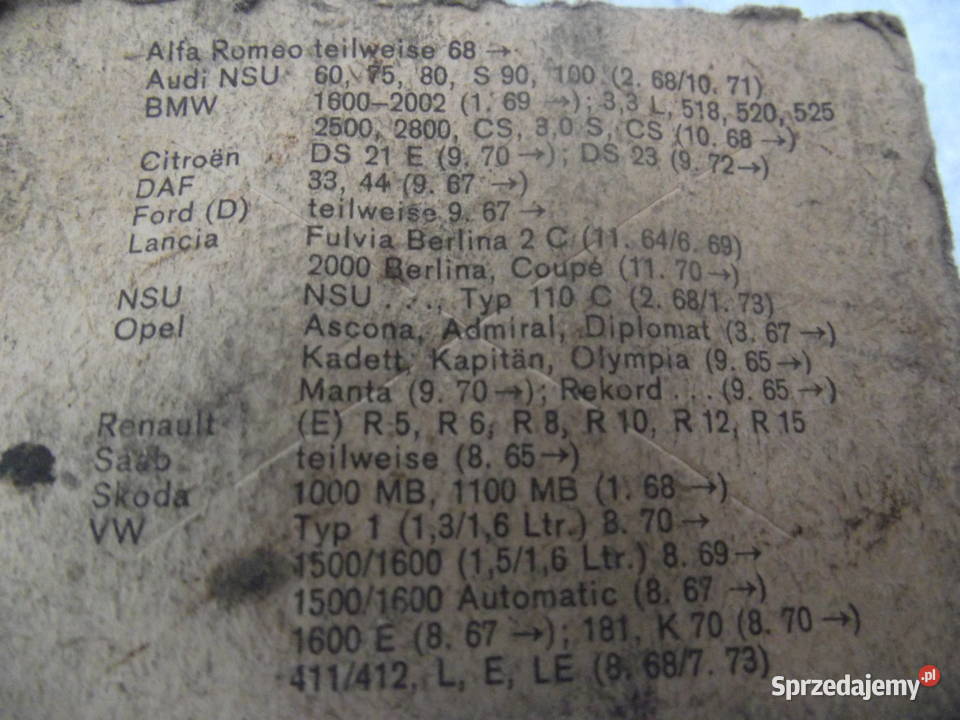 Alfa Romeo teilweise 68 →
Audi NSU 60, 75, 80, S 90, 100 (2. 68/10. 71)
BMW 1600–2002 (1. 69 →); 3,3 L, 518, 520, 525
2500, 2800, CS, 3,0 S, CS (10. 68 →)
Citroën DS 21 E (9. 70 →); DS 23 (9. 72→)
DAF 33, 44 (9. 67 →)
Ford (D) teilweise 9. 67 →
Lancia Fulvia Berlina 2 C (11. 64/6. 69)
2000 Berlina, Coupé (11. 70→)
NSU NSU .... Typ 110 C (2. 68/1. 73)
Opel Ascona, Admiral, Diplomat (3. 67 →)
Kadett, Kapitän, Olympia (9. 65→)
Manta (9. 70 →); Rekord ... (9. 65→)
Renault (E) R 5, R 6, R 8, R 10, R 12, R 15
Saab teilweise (8. 65→)
Skoda 1000 MB, 1100 MB (1. 68 →)
VW Typ 1 (1,3/1,6 Ltr.) 8. 70→
1500/1600 (1,5/1,6 Ltr.) 8. 69→
1500/1600 Automatic (8. 67 →)
1600 E (8. 67 →); 181, K 70 (8. 70 →)
411/412, L, E, LE (8. 68/7. 73)
Sprzedajemy.pl